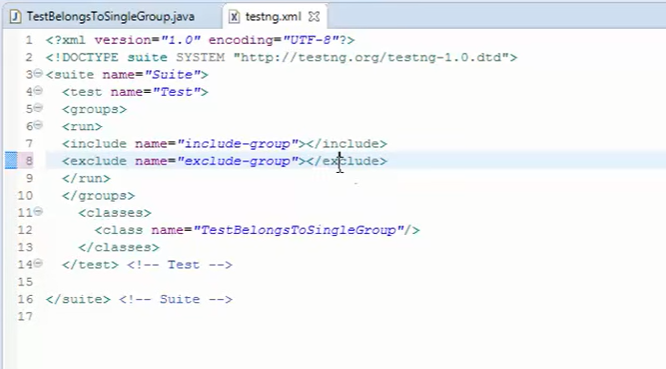 TestBelongsToSingleGroup.java testng.xml
1 <?xml version="1.0" encoding="UTF-8"?>
2 <!DOCTYPE suite SYSTEM "http://testng.org/testng-1.0.dtd">
3 <suite name="Suite">
4 <test name="Test">
5 <groups>
6 <run>
7 <include name="include-group"></include>
8 <exclude name="exclude-group"></exclude>
9 </run>
10 </groups>
11 <classes>
12 <class name="TestBelongsToSingleGroup"/>
13 </classes>
14 </test> <!-- Test -->
15
16 </suite> <!-- Suite -->
17